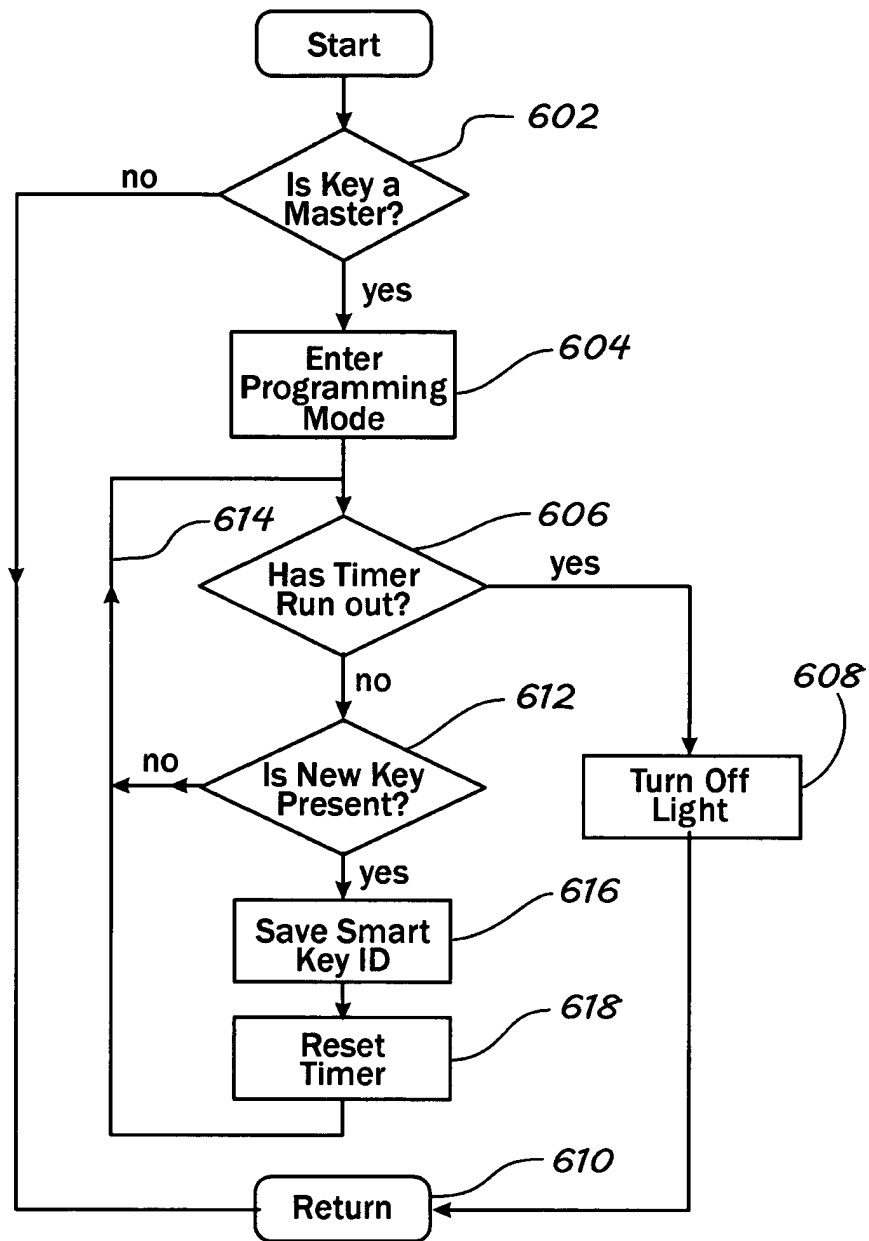 Start
602
no
Is Key a
Master?
yes
Enter
Programming
Mode
604
614
606
Has Timer
Run out?
yes
no
612
608
no
Is New Key
Present?
Turn Off
Light
yes
616
Save Smart
Key ID
618
Reset
Timer
610
Return